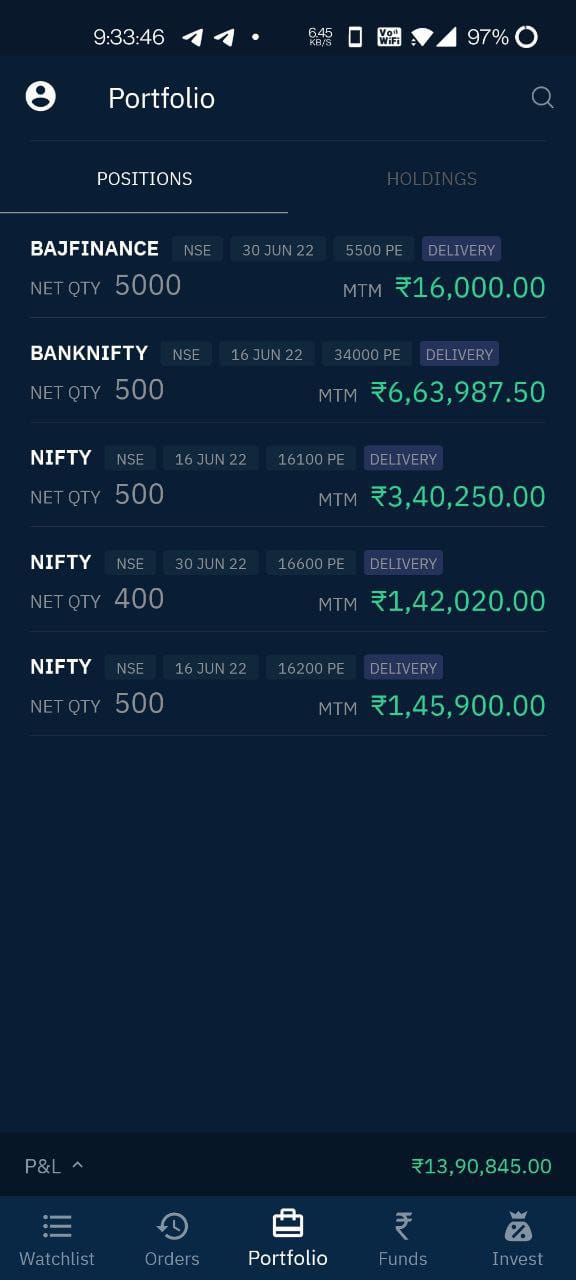 9:33:46 6.45 KB/S Vo WiFi 97%
Portfolio
POSITIONS HOLDINGS
BAJFINANCE NSE 30 JUN 22 5500 PE DELIVERY
NET QTY 5000 MTM ₹16,000.00
BANKNIFTY NSE 16 JUN 22 34000 PE DELIVERY
NET QTY 500 MTM ₹6,63,987.50
NIFTY NSE 16 JUN 22 16100 PE DELIVERY
NET QTY 500 MTM ₹3,40,250.00
NIFTY NSE 30 JUN 22 16600 PE DELIVERY
NET QTY 400 MTM ₹1,42,020.00
NIFTY NSE 16 JUN 22 16200 PE DELIVERY
NET QTY 500 MTM ₹1,45,900.00
P&L ₹13,90,845.00
Watchlist Orders Portfolio Funds Invest